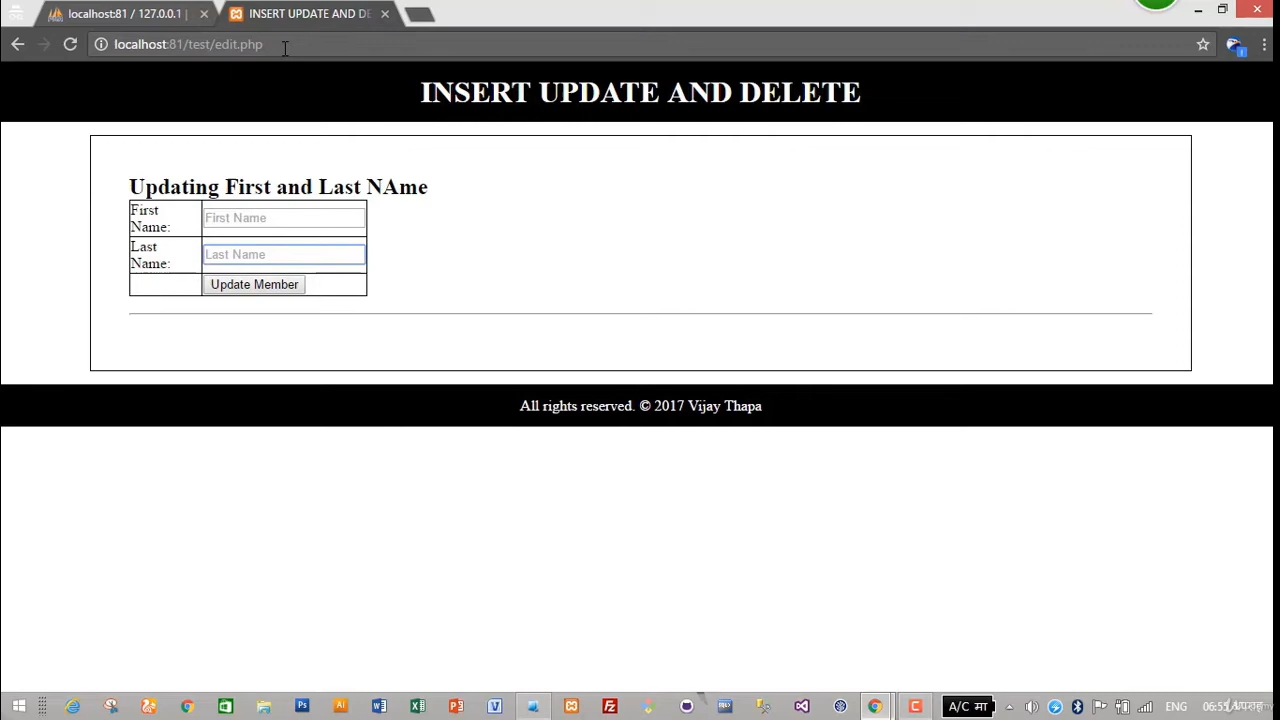 localhost:81 / 127.0.0.1 |
INSERT UPDATE AND DE
localhost:81/test/edit.php
INSERT UPDATE AND DELETE
Updating First and Last NAme
First Name:
First Name
Last Name:
Last Name
Update Member
All rights reserved. © 2017 Vijay Thapa
A/C मा
ENG